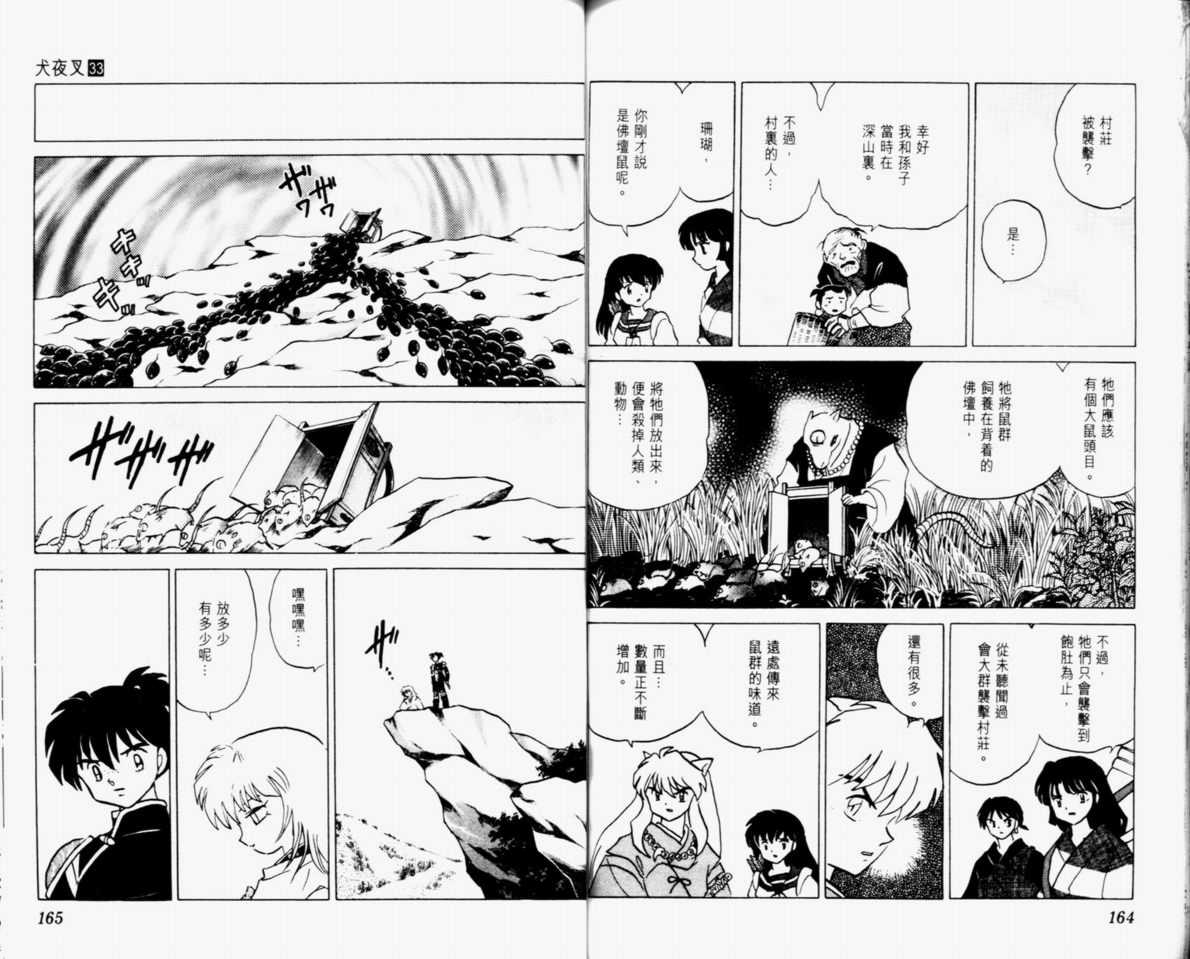 村莊
被襲擊？
是…
幸好
我和孫子
當時在
深山裏。
不過，
村裏的人…
珊瑚，
你剛才説
是佛壇鼠呢。
牠們應該
有個大鼠頭目。
牠將鼠群
飼養在背着的
佛壇中，
將牠們放出來，
便會殺掉人類、
動物…
不過，
牠們只會襲擊到
飽肚為止，
從未聽聞過
會大群襲擊村莊。
還有很多。
遠處傳來
鼠群的味道。
而且…
數量正不斷
增加。
164
犬夜叉33
ザワ
ザワ
キキキッ
ザザザ
ザ…
嘿嘿嘿…
放多少
有多少呢…
165